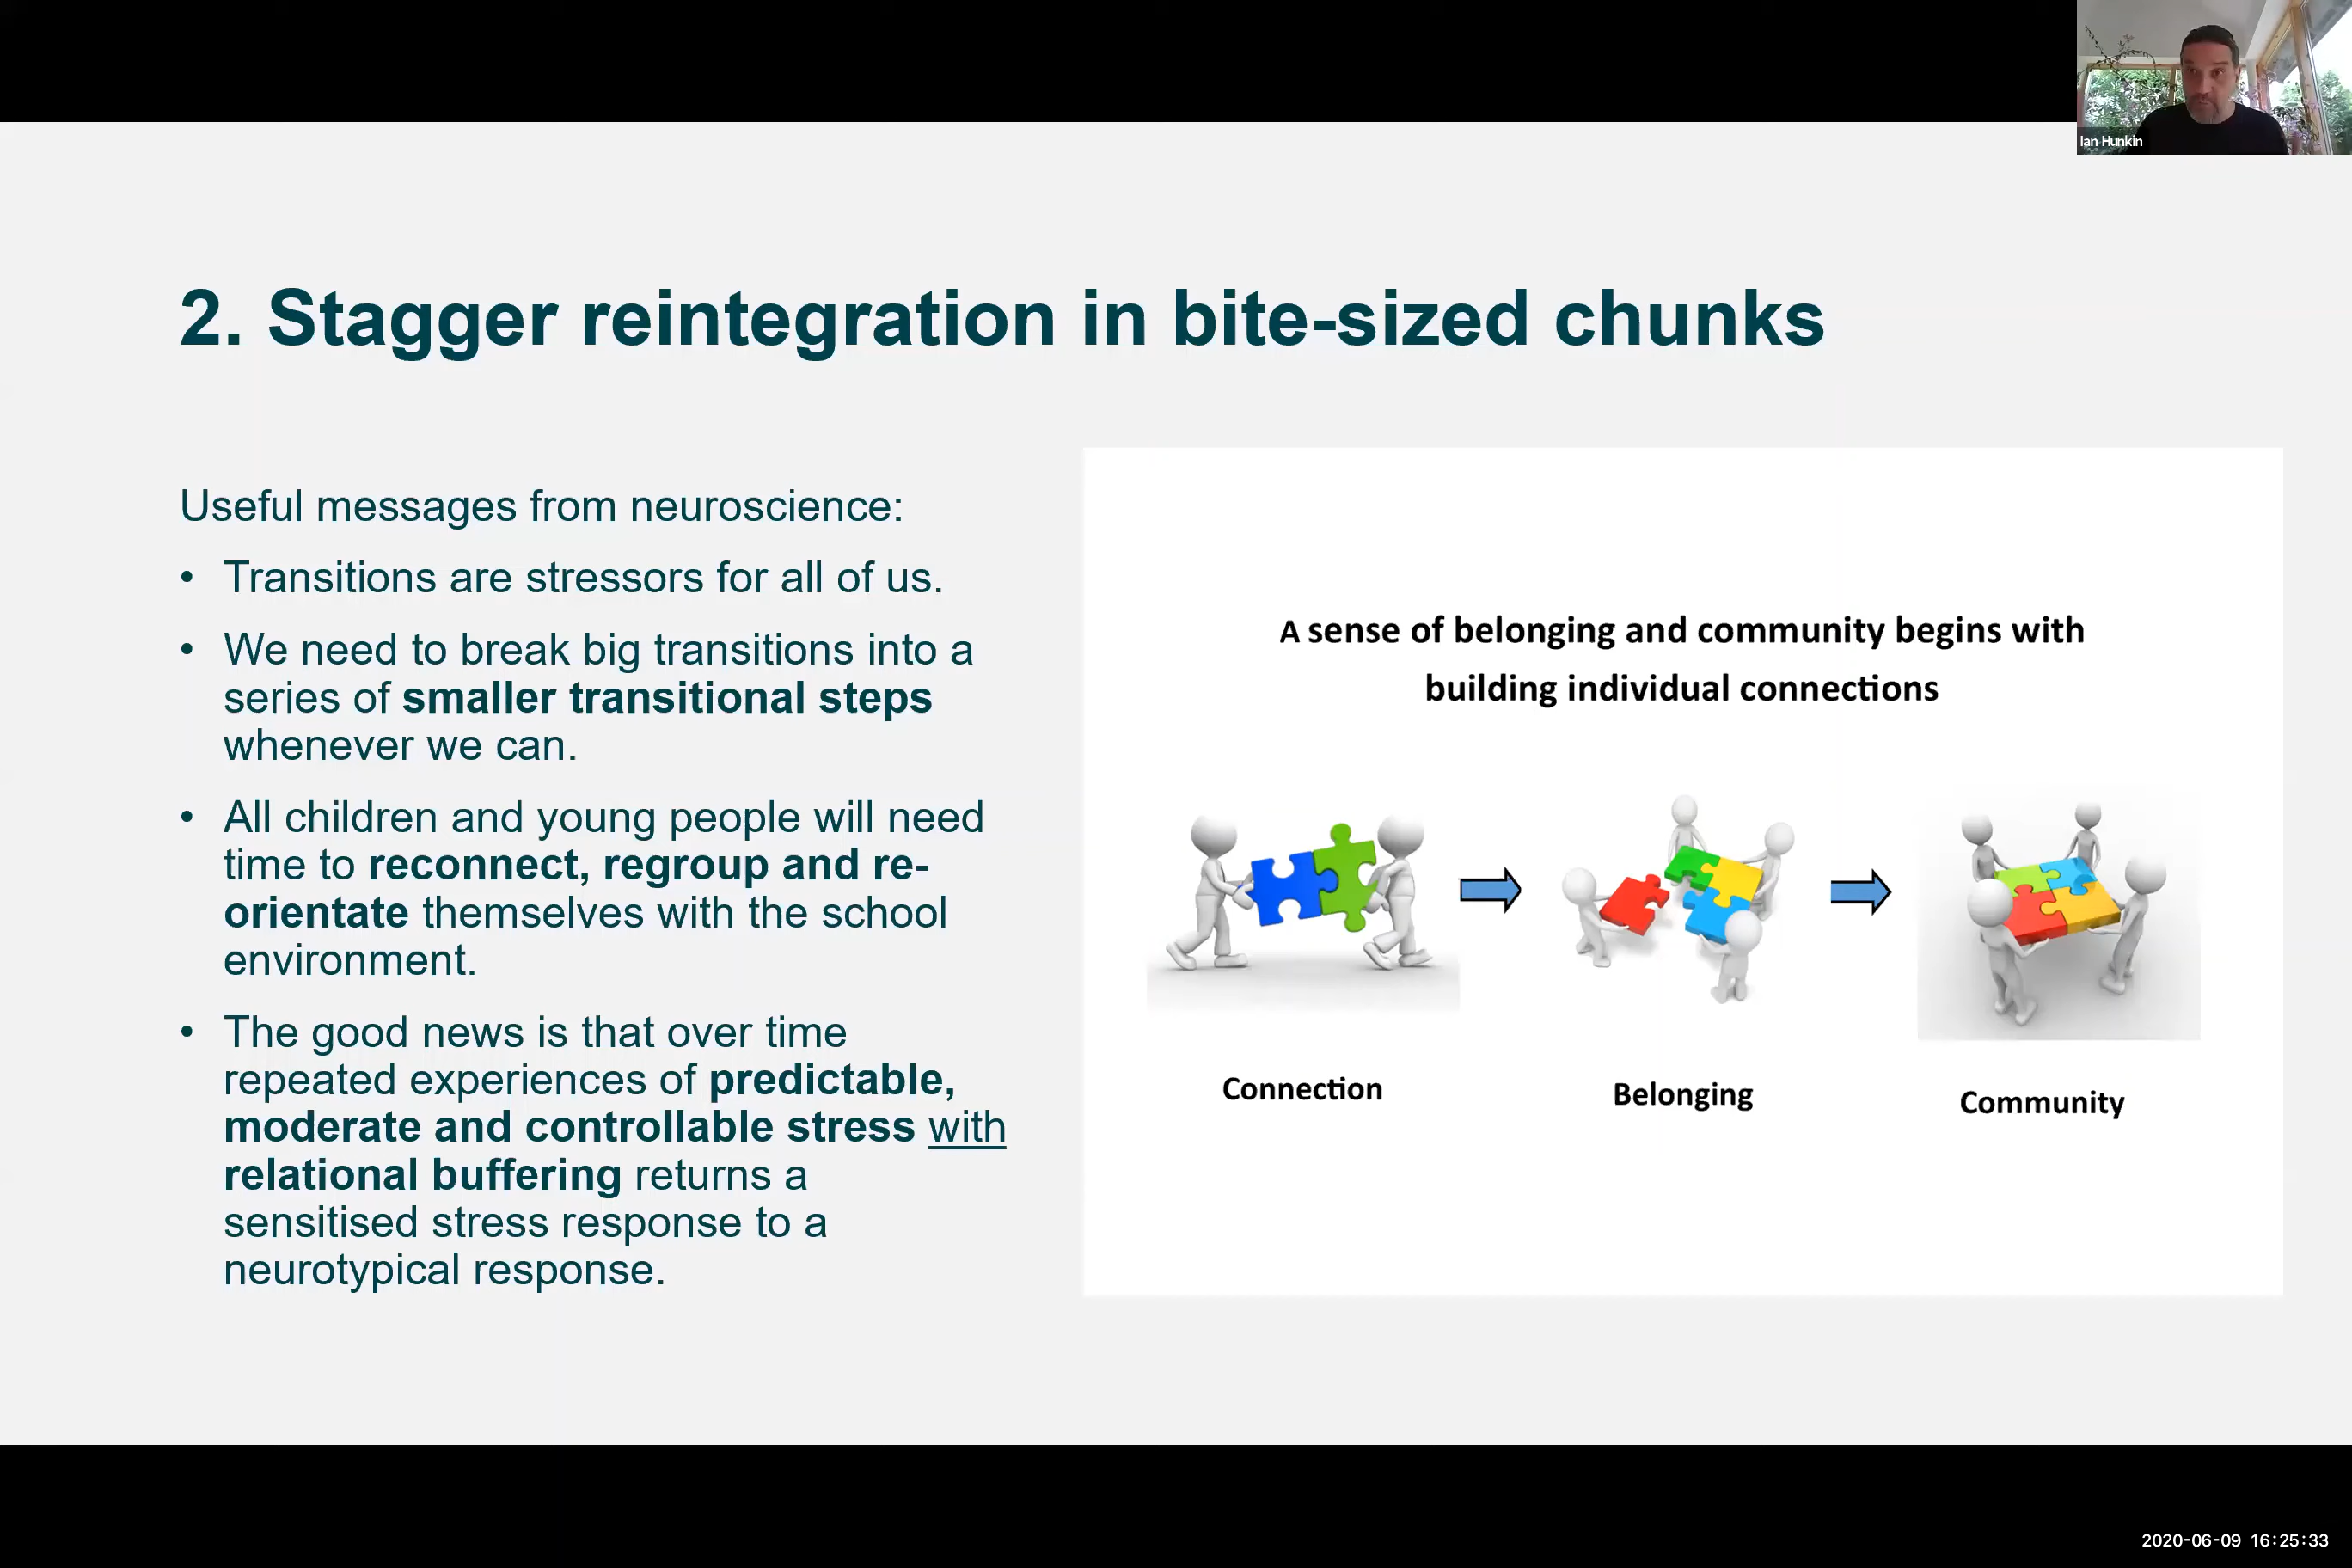 Ian Hunkin
2. Stagger reintegration in bite-sized chunks
Useful messages from neuroscience:
• Transitions are stressors for all of us.
• We need to break big transitions into a
series of smaller transitional steps
whenever we can.
• All children and young people will need
time to reconnect, regroup and re-
orientate themselves with the school
environment.
• The good news is that over time
repeated experiences of predictable,
moderate and controllable stress with
relational buffering returns a
sensitised stress response to a
neurotypical response.
A sense of belonging and community begins with
building individual connections
Connection
Belonging
Community
2020-06-09 16:25:33